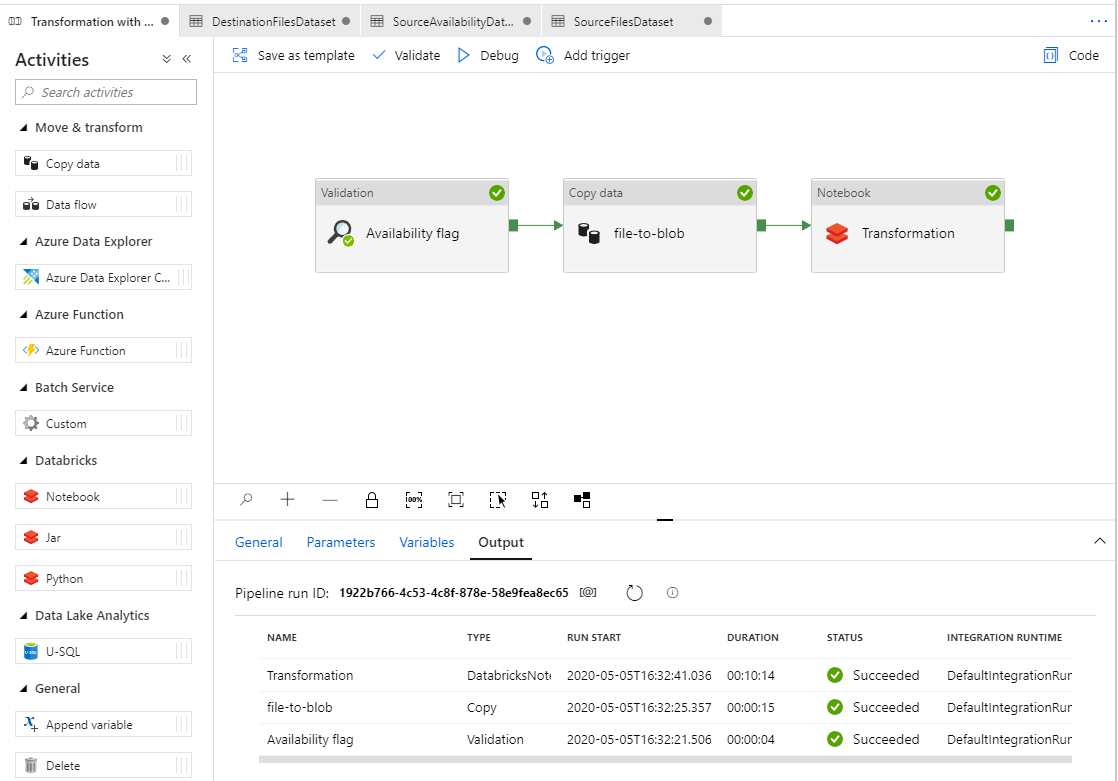 Transformation with ...
DestinationFilesDataset
SourceAvailabilityDat...
SourceFilesDataset
Activities
Search activities
Move & transform
Copy data
Data flow
Azure Data Explorer
Azure Data Explorer C...
Azure Function
Azure Function
Batch Service
Custom
Databricks
Notebook
Jar
Python
Data Lake Analytics
U-SQL
General
Append variable
Delete
Save as template
Validate
Debug
Add trigger
Code
Validation
Availability flag
Copy data
file-to-blob
Notebook
Transformation
100%
General
Parameters
Variables
Output
Pipeline run ID: 1922b766-4c53-4c8f-878e-58e9fea8ec65 [@]
NAME TYPE RUN START DURATION STATUS INTEGRATION RUNTIME
Transformation DatabricksNote 2020-05-05T16:32:41.036 00:10:14 Succeeded DefaultIntegrationRun
file-to-blob Copy 2020-05-05T16:32:25.357 00:00:15 Succeeded DefaultIntegrationRun
Availability flag Validation 2020-05-05T16:32:21.506 00:00:04 Succeeded DefaultIntegrationRun